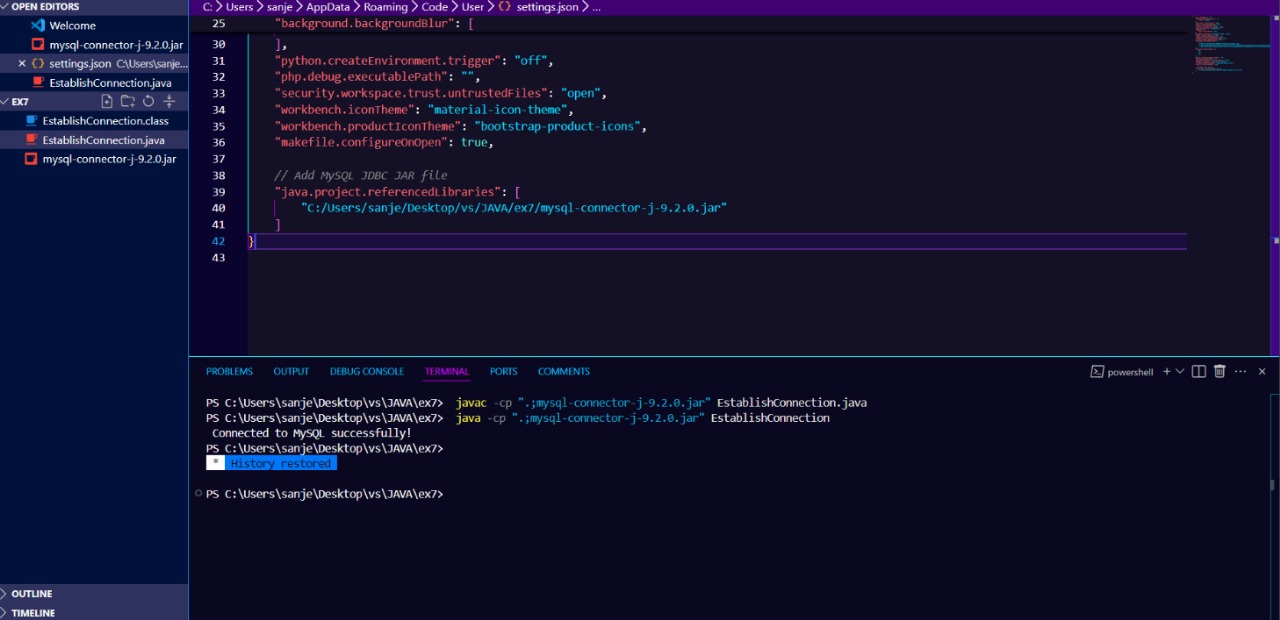 OPEN EDITORS
Welcome
mysql-connector-j-9.2.0.jar
settings.json C:\Users\sanje...
EstablishConnection.java
EX7
EstablishConnection.class
EstablishConnection.java
mysql-connector-j-9.2.0.jar
OUTLINE
TIMELINE
C: > Users > sanje > AppData > Roaming > Code > User > {} settings.json > ...
25 "background.backgroundBlur": [
30 ],
31 "python.createEnvironment.trigger": "off",
32 "php.debug.executablePath": "",
33 "security.workspace.trust.untrustedFiles": "open",
34 "workbench.iconTheme": "material-icon-theme",
35 "workbench.productIconTheme": "bootstrap-product-icons",
36 "makefile.configureOnOpen": true,
37
38 // Add MySQL JDBC JAR file
39 "java.project.referencedLibraries": [
40 "C:/Users/sanje/Desktop/vs/JAVA/ex7/mysql-connector-j-9.2.0.jar"
41 ]
42 }
43
PROBLEMS OUTPUT DEBUG CONSOLE TERMINAL PORTS COMMENTS
powershell
PS C:\Users\sanje\Desktop\vs\JAVA\ex7> javac -cp ".;mysql-connector-j-9.2.0.jar" EstablishConnection.java
PS C:\Users\sanje\Desktop\vs\JAVA\ex7> java -cp ".;mysql-connector-j-9.2.0.jar" EstablishConnection
Connected to MySQL successfully!
PS C:\Users\sanje\Desktop\vs\JAVA\ex7>
* History restored
PS C:\Users\sanje\Desktop\vs\JAVA\ex7>